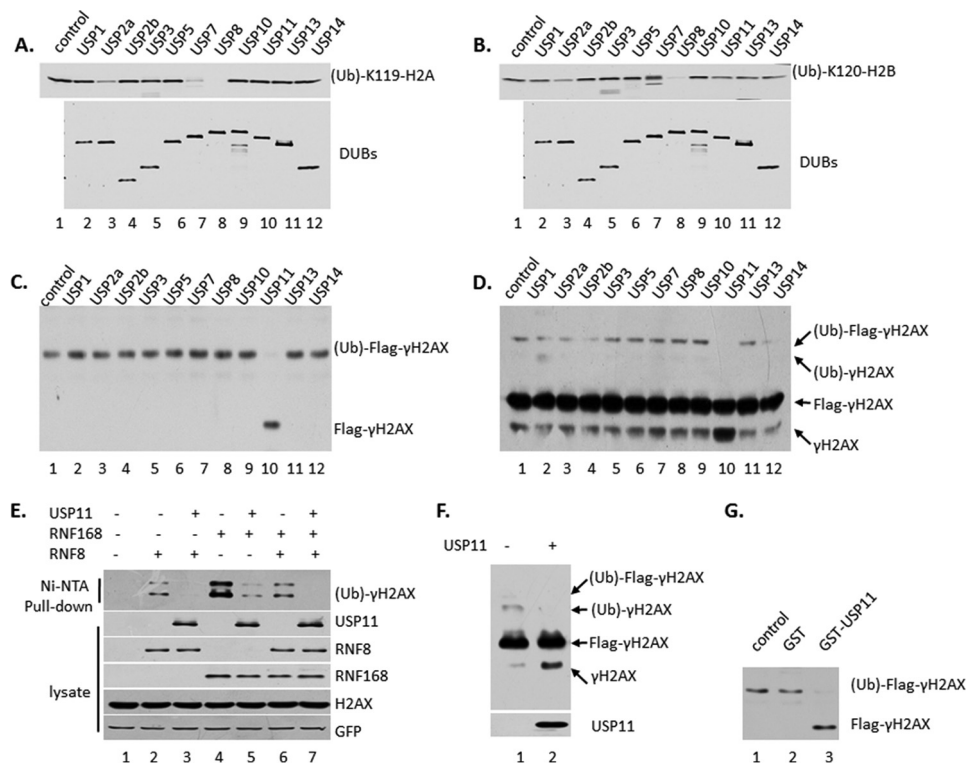 A.
control USP1 USP2a USP2b USP3 USP5 USP7 USP8 USP10 USP11 USP13 USP14
(Ub)-K119-H2A
DUBs
1 2 3 4 5 6 7 8 9 10 11 12
B.
control USP1 USP2a USP2b USP3 USP5 USP7 USP8 USP10 USP11 USP13 USP14
(Ub)-K120-H2B
DUBs
1 2 3 4 5 6 7 8 9 10 11 12
C.
control USP1 USP2a USP2b USP3 USP5 USP7 USP8 USP10 USP11 USP13 USP14
(Ub)-Flag-γH2AX
Flag-γH2AX
1 2 3 4 5 6 7 8 9 10 11 12
D.
control USP1 USP2a USP2b USP3 USP5 USP7 USP8 USP10 USP11 USP13 USP14
(Ub)-Flag-γH2AX
(Ub)-γH2AX
Flag-γH2AX
γH2AX
1 2 3 4 5 6 7 8 9 10 11 12
E.
USP11 - - + - + - +
RNF168 - - - + + + +
RNF8 - + + - - + +
Ni-NTA
Pull-down
(Ub)-γH2AX
USP11
RNF8
lysate
RNF168
H2AX
GFP
1 2 3 4 5 6 7
F.
USP11 - +
(Ub)-Flag-γH2AX
(Ub)-γH2AX
Flag-γH2AX
γH2AX
USP11
1 2
G.
control GST GST-USP11
(Ub)-Flag-γH2AX
Flag-γH2AX
1 2 3